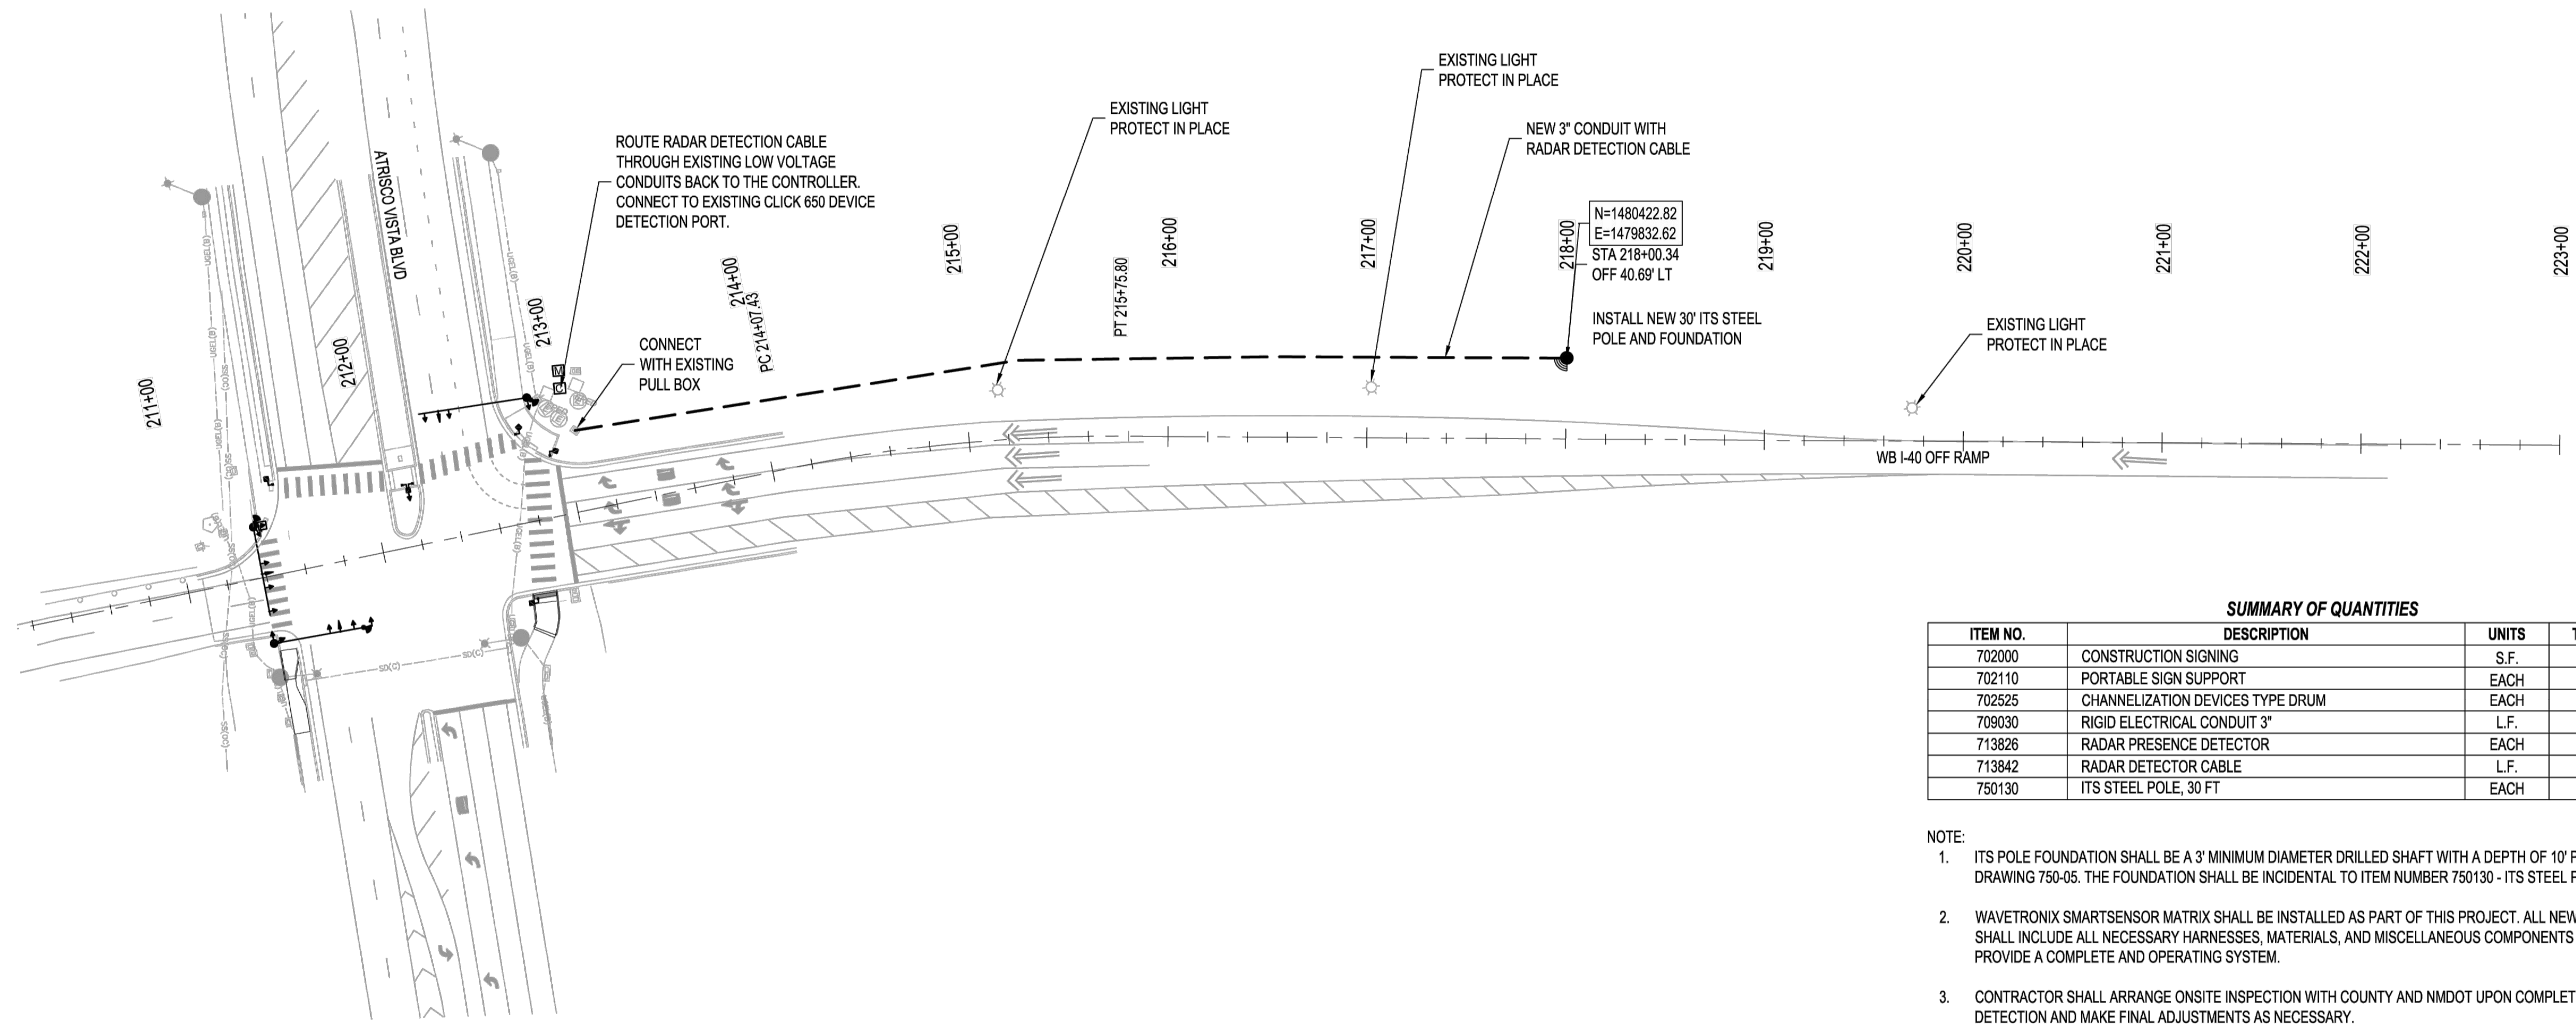 EXISTING LIGHT
PROTECT IN PLACE
EXISTING LIGHT
PROTECT IN PLACE
NEW 3" CONDUIT WITH
RADAR DETECTION CABLE
ROUTE RADAR DETECTION CABLE
THROUGH EXISTING LOW VOLTAGE
CONDUITS BACK TO THE CONTROLLER.
CONNECT TO EXISTING CLICK 650 DEVICE
DETECTION PORT.
ATRISCO VISTA BLVD
N=1480422.82
E=1479832.62
STA 218+00.34
OFF 40.69' LT
INSTALL NEW 30' ITS STEEL
POLE AND FOUNDATION
EXISTING LIGHT
PROTECT IN PLACE
CONNECT
WITH EXISTING
PULL BOX
211+00
212+00
213+00
214+00
PC 214+07.43
215+00
PT 215+75.80
216+00
217+00
218+00
219+00
220+00
221+00
222+00
223+00
M
C
WB I-40 OFF RAMP
UGEL(B)
UGEL(B)
UGEL(B)
UGEL(B)
SS(OC)
SS(OC)
SD(C)
SD(C)
SUMMARY OF QUANTITIES
ITEM NO. DESCRIPTION UNITS
702000 CONSTRUCTION SIGNING S.F.
702110 PORTABLE SIGN SUPPORT EACH
702525 CHANNELIZATION DEVICES TYPE DRUM EACH
709030 RIGID ELECTRICAL CONDUIT 3" L.F.
713826 RADAR PRESENCE DETECTOR EACH
713842 RADAR DETECTOR CABLE L.F.
750130 ITS STEEL POLE, 30 FT EACH
NOTE:
1. ITS POLE FOUNDATION SHALL BE A 3' MINIMUM DIAMETER DRILLED SHAFT WITH A DEPTH OF 10'
DRAWING 750-05. THE FOUNDATION SHALL BE INCIDENTAL TO ITEM NUMBER 750130 - ITS STEEL
2. WAVETRONIX SMARTSENSOR MATRIX SHALL BE INSTALLED AS PART OF THIS PROJECT. ALL NEW
SHALL INCLUDE ALL NECESSARY HARNESSES, MATERIALS, AND MISCELLANEOUS COMPONENTS
PROVIDE A COMPLETE AND OPERATING SYSTEM.
3. CONTRACTOR SHALL ARRANGE ONSITE INSPECTION WITH COUNTY AND NMDOT UPON
DETECTION AND MAKE FINAL ADJUSTMENTS AS NECESSARY.